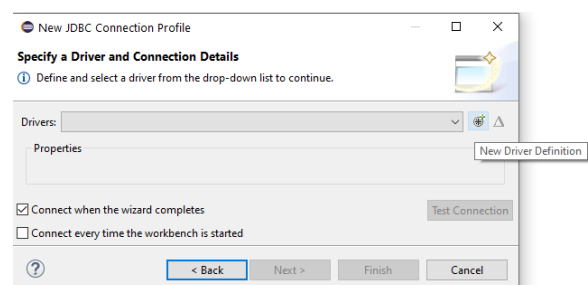 New JDBC Connection Profile
Specify a Driver and Connection Details
Define and select a driver from the drop-down list to continue.
Drivers:
New Driver Definition
Properties
Connect when the wizard completes
Test Connection
Connect every time the workbench is started
< Back Next > Finish Cancel